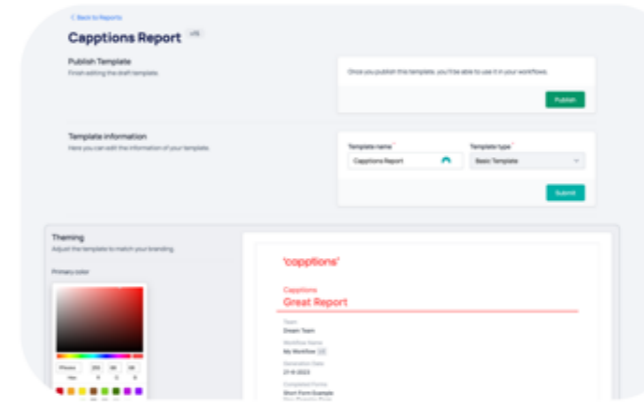 Back to Reports
Capptions Report
Publish Template
Finish editing the draft template.
Once you publish this template, you'll be able to use it in your workflows.
Publish
Template information
Here you can edit the information of your template.
Template name *
Template type *
Capptions Report
Basic Template
Submit
Theming
Adjust the template to match your branding.
Primary color
'capptions'
Capptions
Great Report
Team
Dream Team
Workflow Name
My Workflow
Generation Date
21-9-2023
Completed Forms
Short Form Example
Hex
R
G
B